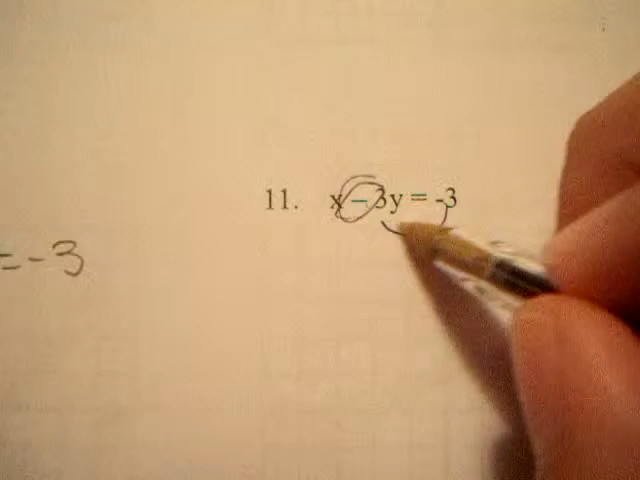 11. x - 3y = -3
= -3